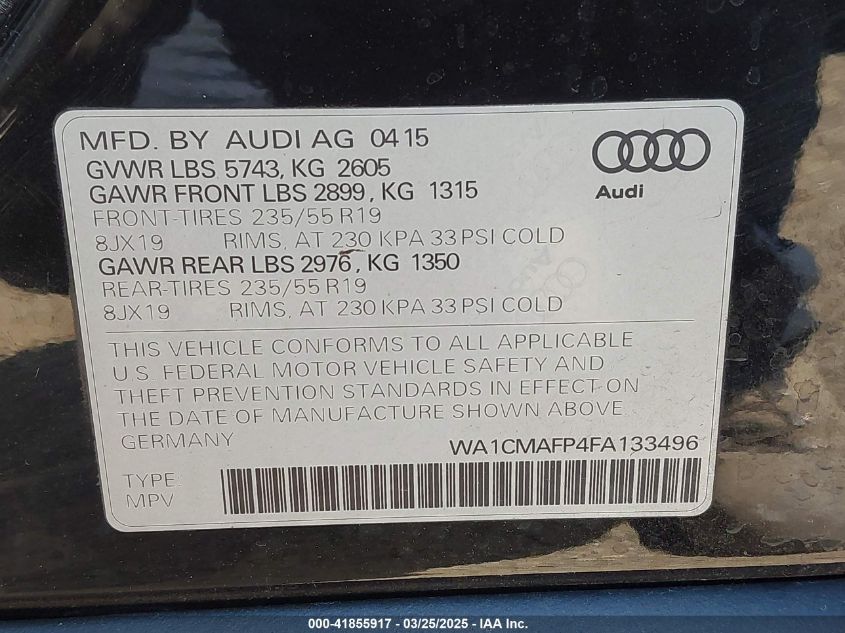 MFD. BY AUDI AG 04 15
GVWR LBS 5743, KG 2605
GAWR FRONT LBS 2899, KG 1315
FRONT-TIRES 235/55 R19
8JX19 RIMS, AT 230 KPA 33 PSI COLD
GAWR REAR LBS 2976, KG 1350
REAR-TIRES 235/55 R19
8JX19 RIMS, AT 230 KPA 33 PSI COLD
Audi
THIS VEHICLE CONFORMS TO ALL APPLICABLE
U.S. FEDERAL MOTOR VEHICLE SAFETY AND
THEFT PREVENTION STANDARDS IN EFFECT ON
THE DATE OF MANUFACTURE SHOWN ABOVE.
GERMANY WA1CMAFP4FA133496
TYPE:
MPV
000-41855917 - 03/25/2025 - IAAI.COM